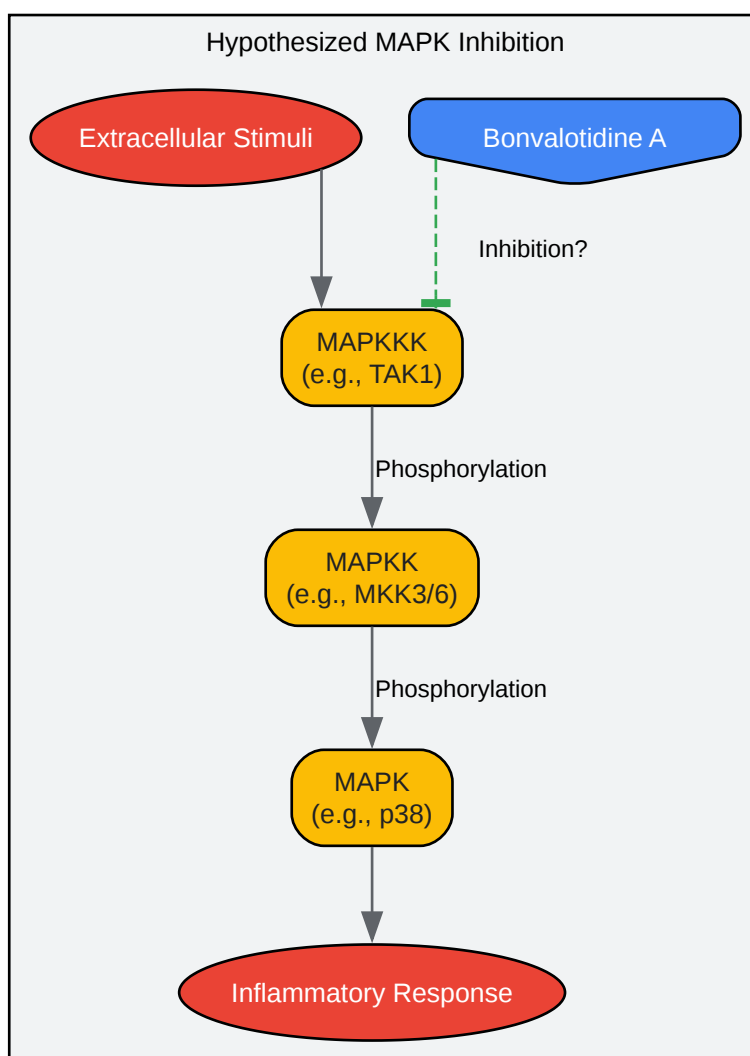 Hypothesized MAPK Inhibition
Extracellular Stimuli
Bonvalotidine A
Inhibition?
MAPKKK
(e.g., TAK1)
Phosphorylation
MAPKK
(e.g., MKK3/6)
Phosphorylation
MAPK
(e.g., p38)
Inflammatory Response